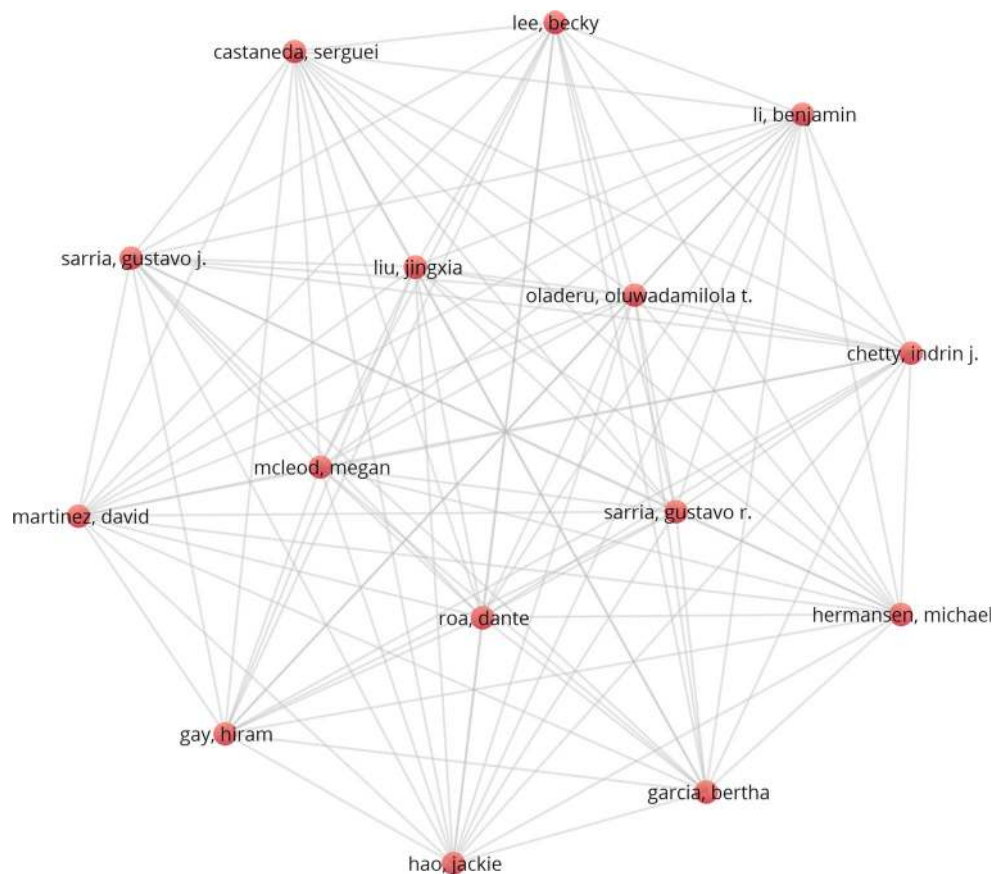 lee, becky
castaneda, serguei
li, benjamin
sarria, gustavo j.
liu, jingxia
oladeru, oluwadamilola t.
chetty, indrin j.
mcleod, megan
sarria, gustavo r.
martinez, david
hermansen, michael
roa, dante
gay, hiram
garcia, bertha
hao, jackie